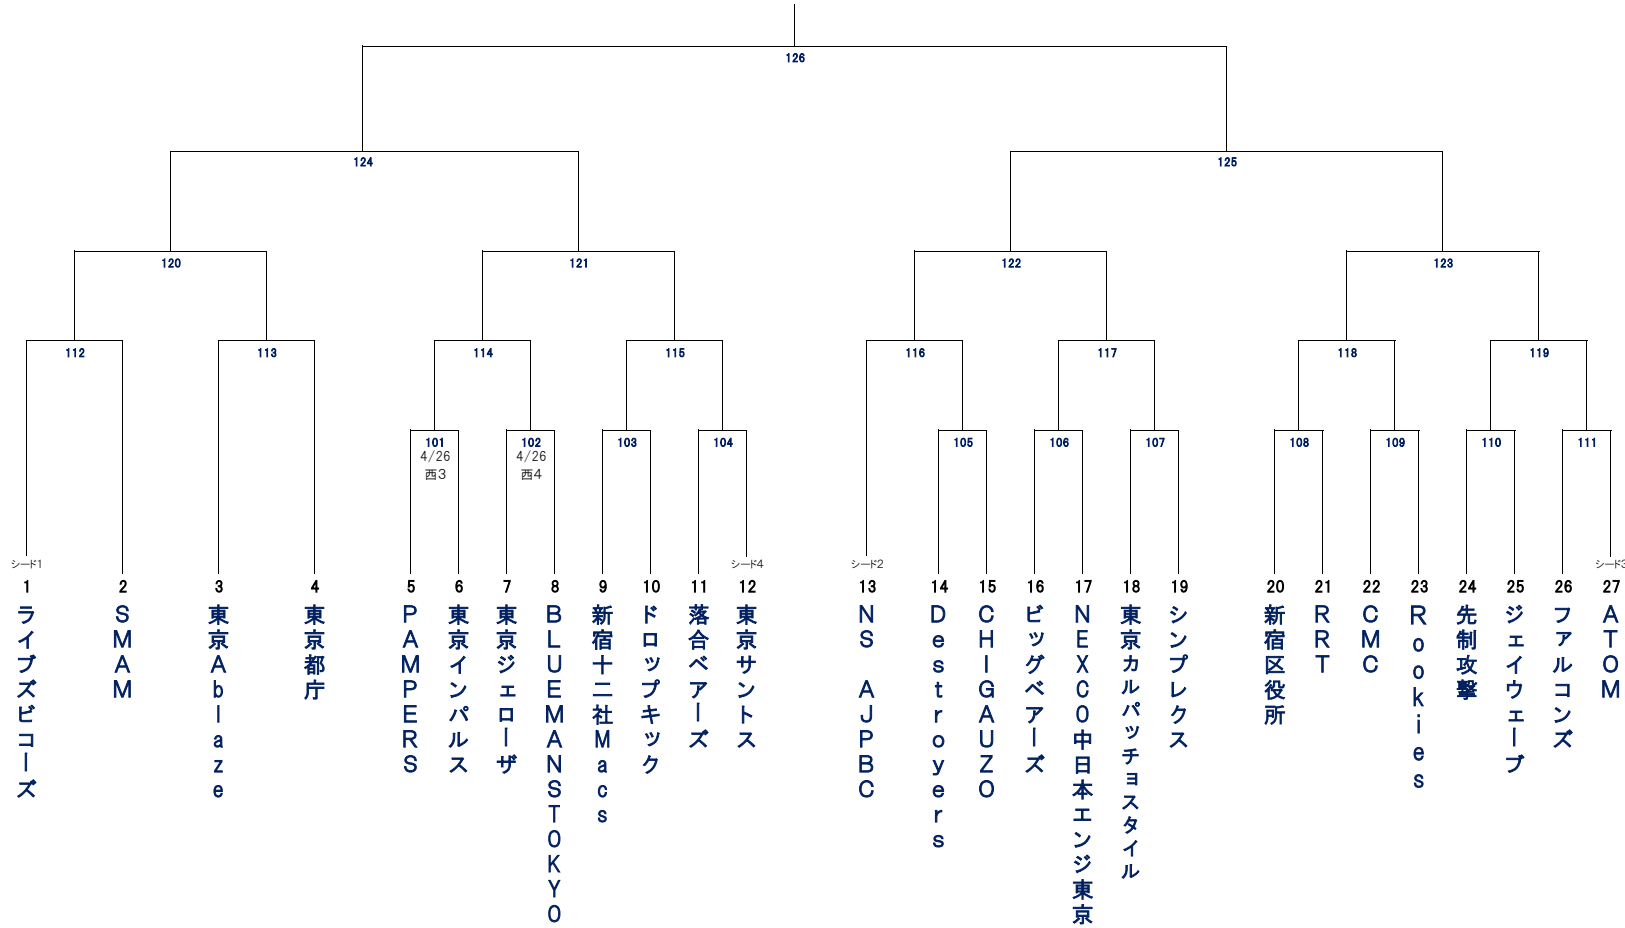 126
124
125
120
121
122
123
112
113
114
115
116
117
118
119
101
4/26
西3
102
4/26
西4
103
104
105
106
107
108
109
110
111
シード1
シード4
シード2
シード3
1
2
3
4
5
6
7
8
9
10
11
12
13
14
15
16
17
18
19
20
21
22
23
24
25
26
27
ライブズビコーズ
SMAM
東京Ablaze
東京都庁
PAMPERS
東京インパルス
東京ジェローザ
BLUEMANSTOKYO
新宿十二社Macs
ドロップキック
落合ベアーズ
東京サントス
NS AJPBC
Destroyers
CHIGAUZO
ビッグベアーズ
NEXCO中日本エンジ東京
東京カルパッチョスタイル
シンプレクス
新宿区役所
RRT
CMC
Rookies
先制攻撃
ジェイウェーブ
ファルコンズ
ATOM